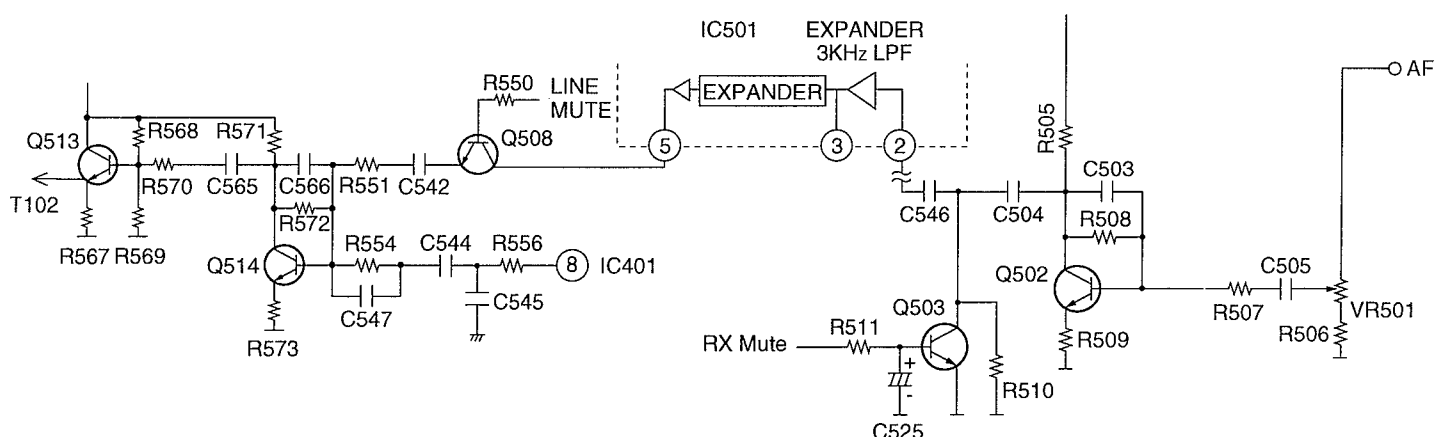 IC501
EXPANDER
3KHz LPF
AF
R550
LINE
MUTE
EXPANDER
R568
R571
Q513
Q508
5
3
2
R505
C503
R570
C565
C566
R551
C542
T102
R572
C546
C504
R508
R567
R569
R554
C544
R556
Q514
8
IC401
Q502
C505
C545
Q503
R507
VR501
C547
R573
RX Mute
R511
R509
R506
+
-
R510
C525